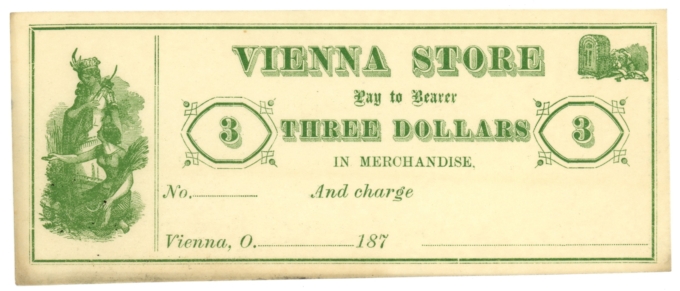 VIENNA STORE
Pay to Bearer
3 THREE DOLLARS 3
IN MERCHANDISE,
No. And charge
Vienna, O. 187